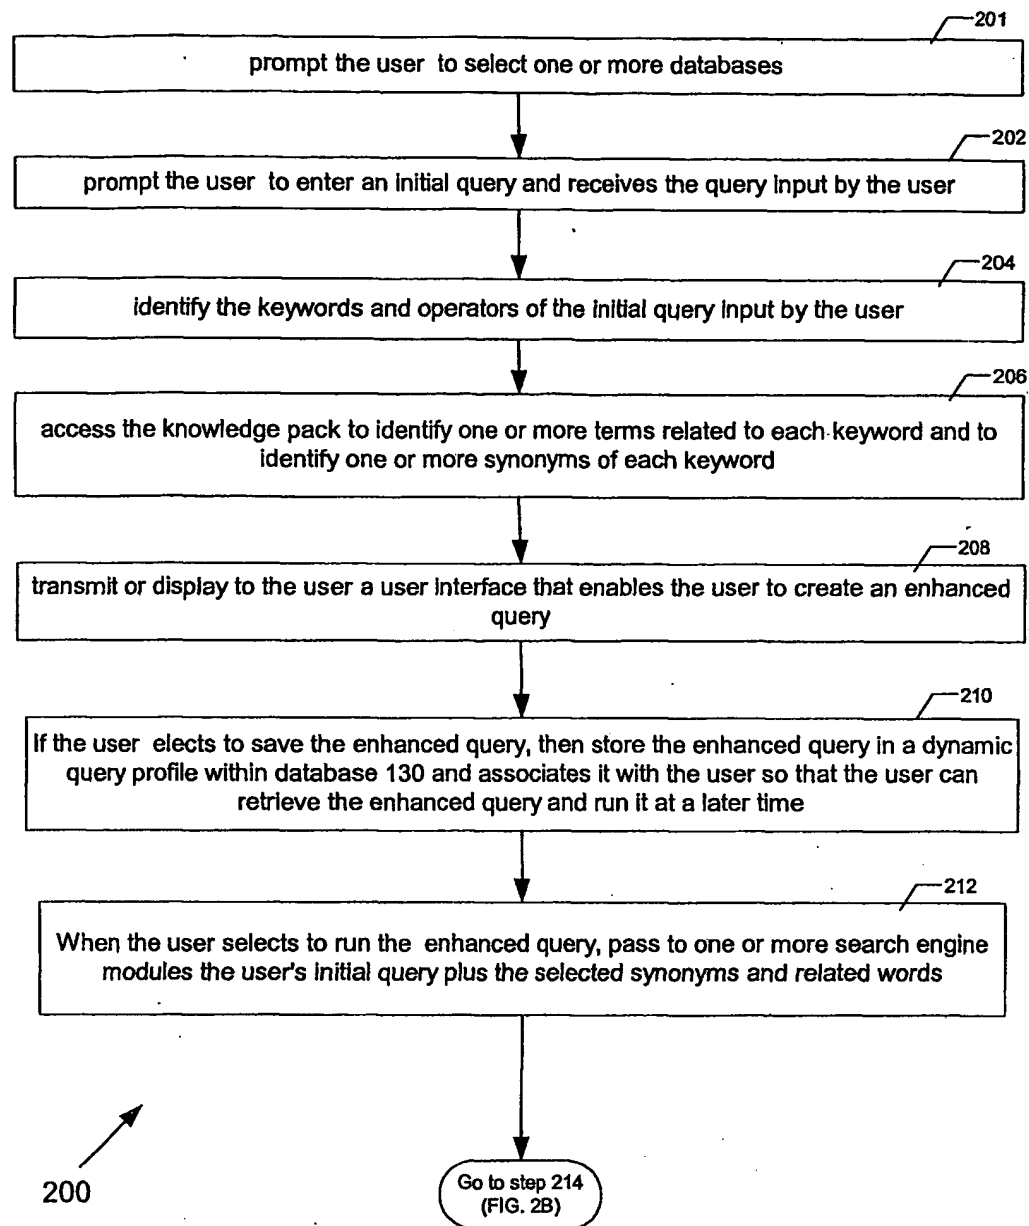 201
prompt the user to select one or more databases
202
prompt the user to enter an initial query and receives the query input by the user
204
identify the keywords and operators of the initial query input by the user
206
access the knowledge pack to identify one or more terms related to each keyword and to
identify one or more synonyms of each keyword
208
transmit or display to the user a user interface that enables the user to create an enhanced
query
210
If the user elects to save the enhanced query, then store the enhanced query in a dynamic
query profile within database 130 and associates it with the user so that the user can
retrieve the enhanced query and run it at a later time
212
When the user selects to run the enhanced query, pass to one or more search engine
modules the user's initial query plus the selected synonyms and related words
200
Go to step 214
(FIG. 2B)